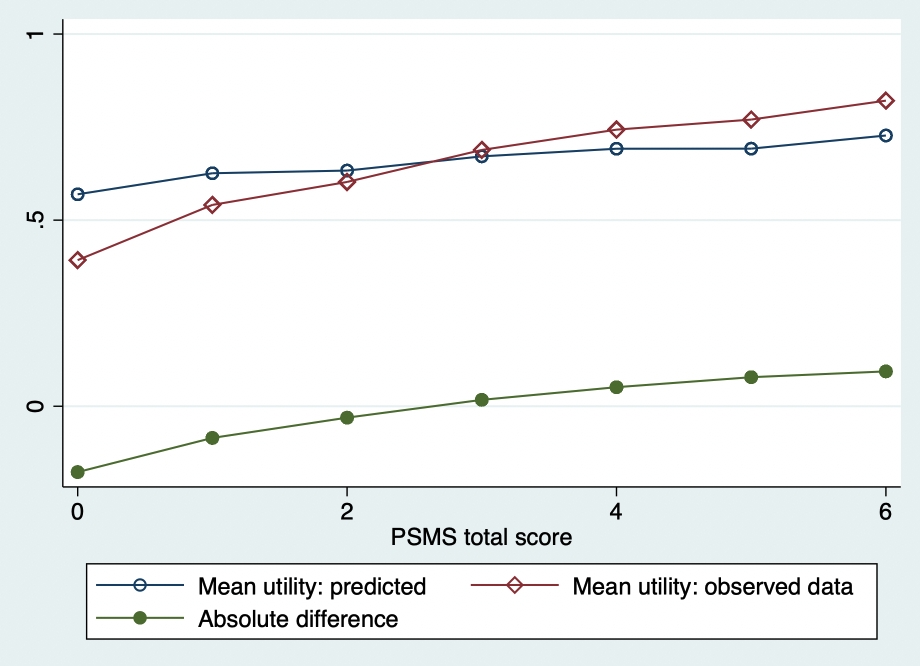 1
.5
0
0 2 4 6
PSMS total score
Mean utility: predicted Mean utility: observed data
Absolute difference